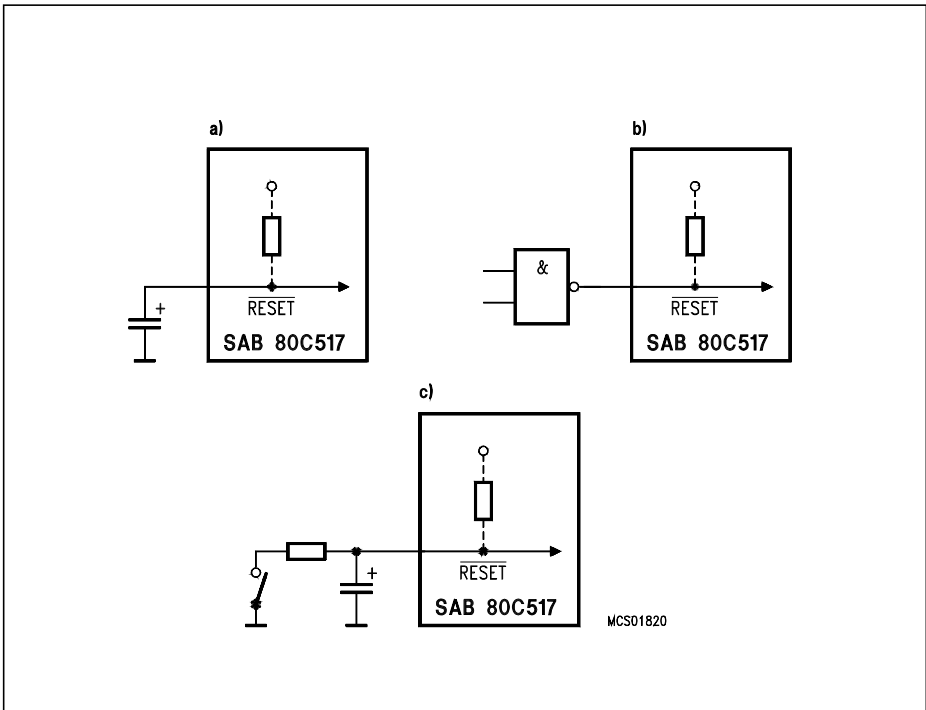 a)
+
RESET
SAB 80C517
b)
&
RESET
SAB 80C517
c)
+
RESET
SAB 80C517
MCS01820